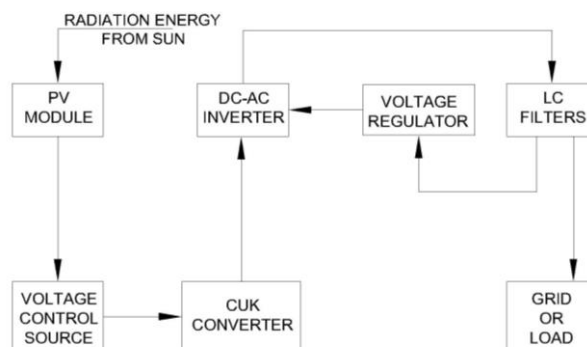 RADIATION ENERGY
FROM SUN
PV
MODULE
DC-AC
INVERTER
VOLTAGE
REGULATOR
LC
FILTERS
VOLTAGE
CONTROL
SOURCE
CUK
CONVERTER
GRID
OR
LOAD